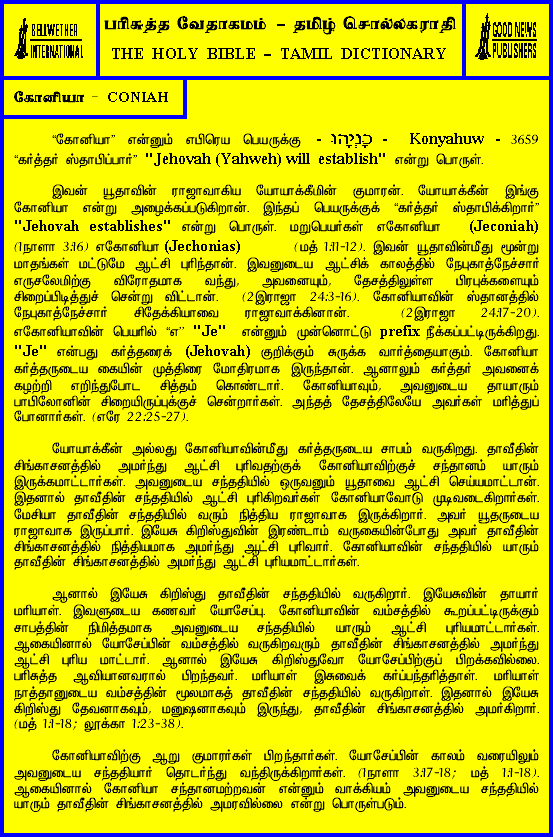 BELLWETHER
INTERNATIONAL
பரிசுத்த வேதாகமம் - தமிழ் சொல்லகராதி
THE HOLY BIBLE - TAMIL DICTIONARY
GOOD NEWS
PUBLISHERS
கோனியா - CONIAH
"கோனியா" என்னும் எபிரெய பெயருக்கு - כָּנְיָהוּ - Konyahuw - 3659
"கர்த்தர் ஸ்தாபிப்பார்" "Jehovah (Yahweh) will establish" என்று பொருள்.
இவன் யூதாவின் ராஜாவாகிய யோயாக்கீமின் குமாரன். யோயாக்கீன் இங்கு
கோனியா என்று அழைக்கப்படுகிறான். இந்தப் பெயருக்குக் "கர்த்தர் ஸ்தாபிக்கிறார்"
"Jehovah establishes" என்று பொருள். மறுபெயர்கள் எகோனியா (Jeconiah)
(1நாளா 3:16) எகோனியா (Jechonias) (மத் 1:11-12). இவன் யூதாவின்மீது மூன்று
மாதங்கள் மட்டுமே ஆட்சி புரிந்தான். இவனுடைய ஆட்சிக் காலத்தில் நேபுகாத்நேச்சார்
எருசலேமிற்கு விரோதமாக வந்து, அவனையும், தேசத்திலுள்ள பிரபுக்களையும்
சிறைப்பிடித்துச் சென்று விட்டான். (2இராஜா 24:3-16). கோனியாவின் ஸ்தானத்தில்
நேபுகாத்நேச்சார் சிதேக்கியாவை ராஜாவாக்கினான். (2இராஜா 24:17-20).
எகோனியாவின் பெயரில் "எ" "Je" என்னும் முன்னொட்டு prefix நீக்கப்பட்டிருக்கிறது.
"Je" என்பது கர்த்தரைக் (Jehovah) குறிக்கும் சுருக்க வார்த்தையாகும். கோனியா
கர்த்தருடைய கையின் முத்திரை மோதிரமாக இருந்தான். ஆனாலும் கர்த்தர் அவனைக்
கழற்றி எறிந்துபோட சித்தம் கொண்டார். கோனியாவும், அவனுடைய தாயாரும்
பாபிலோனின் சிறையிருப்புக்குச் சென்றார்கள். அந்தத் தேசத்திலேயே அவர்கள் மரித்துப்
போனார்கள். (எரே 22:25-27).
யோயாக்கீன் அல்லது கோனியாவின்மீது கர்த்தருடைய சாபம் வருகிறது. தாவீதின்
சிங்காசனத்தில் அமர்ந்து ஆட்சி புரிவதற்குக் கோனியாவிற்குச் சந்தானம் யாரும்
இருக்கமாட்டார்கள். அவனுடைய சந்ததியில் ஒருவனும் யூதாவை ஆட்சி செய்யமாட்டான்.
இதனால் தாவீதின் சந்ததியில் ஆட்சி புரிகிறவர்கள் கோனியாவோடு முடிவடைகிறார்கள்.
மேசியா தாவீதின் சந்ததியில் வரும் நித்திய ராஜாவாக இருக்கிறார். அவர் யூதருடைய
ராஜாவாக இருப்பார். இயேசு கிறிஸ்துவின் இரண்டாம் வருகையின்போது அவர் தாவீதின்
சிங்காசனத்தில் நித்தியமாக அமர்ந்து ஆட்சி புரிவார். கோனியாவின் சந்ததியில் யாரும்
தாவீதின் சிங்காசனத்தில் அமர்ந்து ஆட்சி புரியமாட்டார்கள்.
ஆனால் இயேசு கிறிஸ்து தாவீதின் சந்ததியில் வருகிறார். இயேசுவின் தாயார்
மரியாள். இவளுடைய கணவர் யோசேப்பு. கோனியாவின் வம்சத்தில் கூறப்பட்டிருக்கும்
சாபத்தின் நிமித்தமாக அவனுடைய சந்ததியில் யாரும் ஆட்சி புரியமாட்டார்கள்.
ஆகையினால் யோசேப்பின் வம்சத்தில் வருகிறவரும் தாவீதின் சிங்காசனத்தில் அமர்ந்து
ஆட்சி புரிய மாட்டார். ஆனால் இயேசு கிறிஸ்துவோ யோசேப்பிற்குப் பிறக்கவில்லை.
பரிசுத்த ஆவியானவரால் பிறந்தவர். மரியாள் இசுவைக் கர்ப்பந்தரித்தாள். மரியாள்
நாத்தானுடைய வம்சத்தின் மூலமாகத் தாவீதின் சந்ததியில் வருகிறாள். இதனால் இயேசு
கிறிஸ்து தேவனாகவும், மனுஷனாகவும் இருந்து, தாவீதின் சிங்காசனத்தில் அமர்கிறார்.
(மத் 1:1-18; லூக்கா 1:23-38).
கோனியாவிற்கு ஆறு குமாரர்கள் பிறந்தார்கள். யோசேப்பின் காலம் வரையிலும்
அவனுடைய சந்ததியார் தொடர்ந்து வந்திருக்கிறார்கள். (1நாளா 3:17-18; மத் 1:1-18).
ஆகையினால் கோனியா சந்தானமற்றவன் என்னும் வாக்கியம் அவனுடைய சந்ததியில்
யாரும் தாவீதின் சிங்காசனத்தில் அமரவில்லை என்று பொருள்படும்.